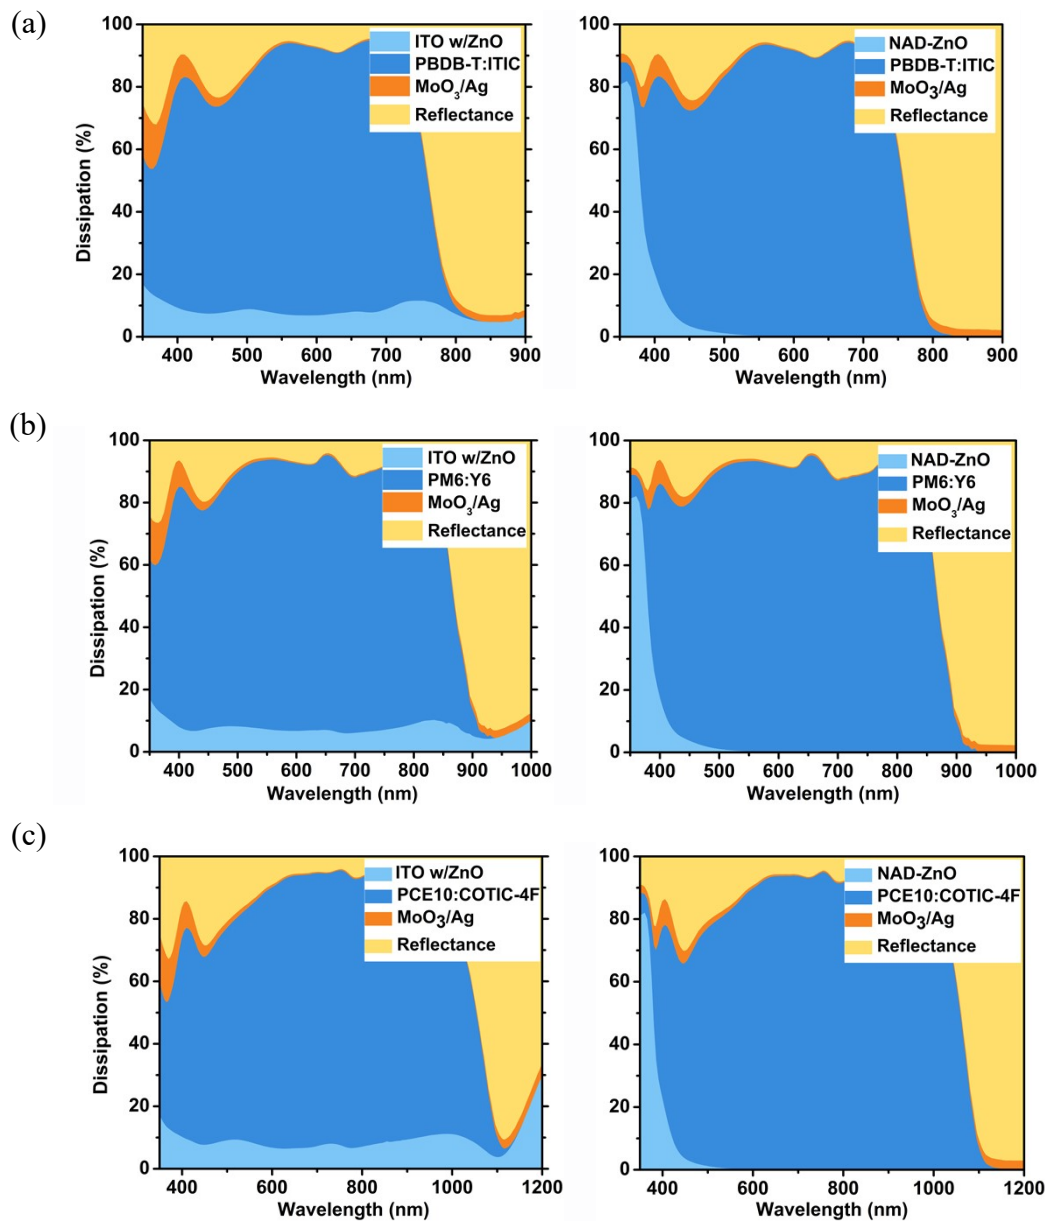 (a)
Dissipation (%)
100
80
60
40
20
0
ITO w/ZnO
PBDB-T:ITIC
MoO₃/Ag
Reflectance
400 500 600 700 800 900
Wavelength (nm)
100
80
60
40
20
0
NAD-ZnO
PBDB-T:ITIC
MoO3/Ag
Reflectance
400 500 600 700 800 900
Wavelength (nm)
(b)
Dissipation (%)
100
80
60
40
20
0
ITO w/ZnO
PM6:Y6
MoO₃/Ag
Reflectance
400 500 600 700 800 900 1000
Wavelength (nm)
100
80
60
40
20
0
NAD-ZnO
PM6:Y6
MoO₃/Ag
Reflectance
400 500 600 700 800 900 1000
Wavelength (nm)
(c)
Dissipation (%)
100
80
60
40
20
0
ITO w/ZnO
PCE10:COTIC-4F
MoO₃/Ag
Reflectance
400 600 800 1000 1200
Wavelength (nm)
100
80
60
40
20
0
NAD-ZnO
PCE10:COTIC-4F
MoO₃/Ag
Reflectance
400 600 800 1000 1200
Wavelength (nm)